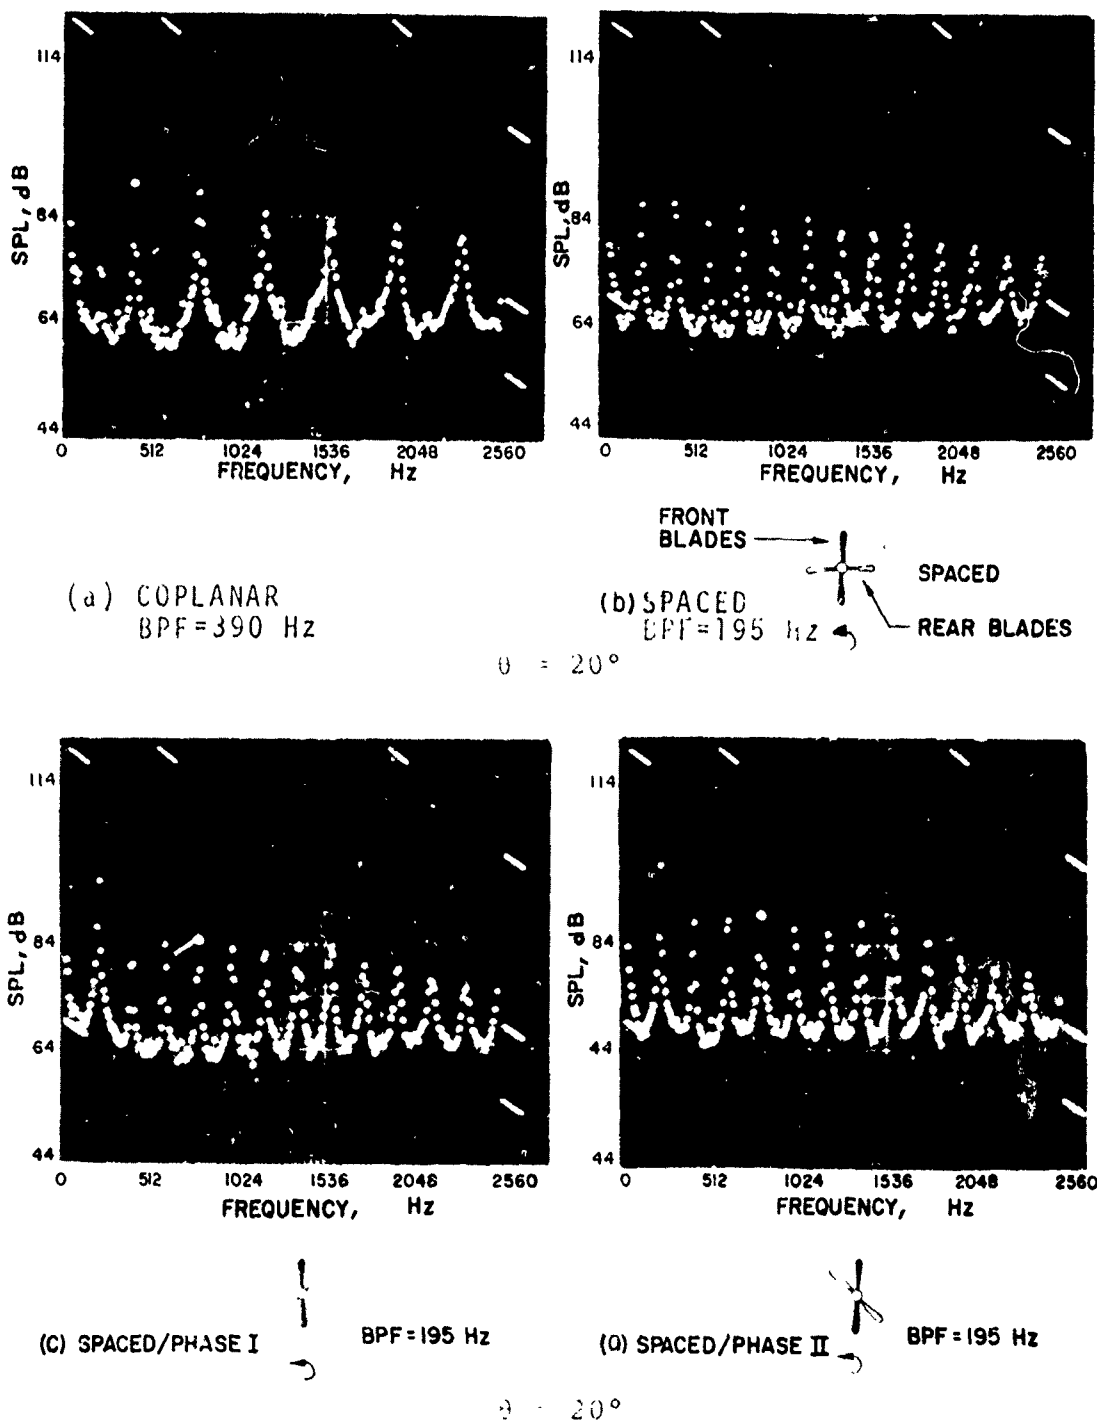 114
84
64
44
SPL, dB
0 512 1024 1536 2048 2560
FREQUENCY, Hz
114
84
64
44
SPL, dB
0 512 1024 1536 2048 2560
FREQUENCY, Hz
(a) COPLANAR
BPF=390 Hz
FRONT
BLADES
SPACED
REAR BLADES
(b) SPACED
BPF=195 Hz
θ = 20°
114
84
64
44
SPL, dB
0 512 1024 1536 2048 2560
FREQUENCY, Hz
114
84
44
44
SPL, dB
0 512 1024 1536 2048 2560
FREQUENCY, Hz
(C) SPACED/PHASE I BPF=195 Hz
(d) SPACED/PHASE II BPF=195 Hz
θ = 20°